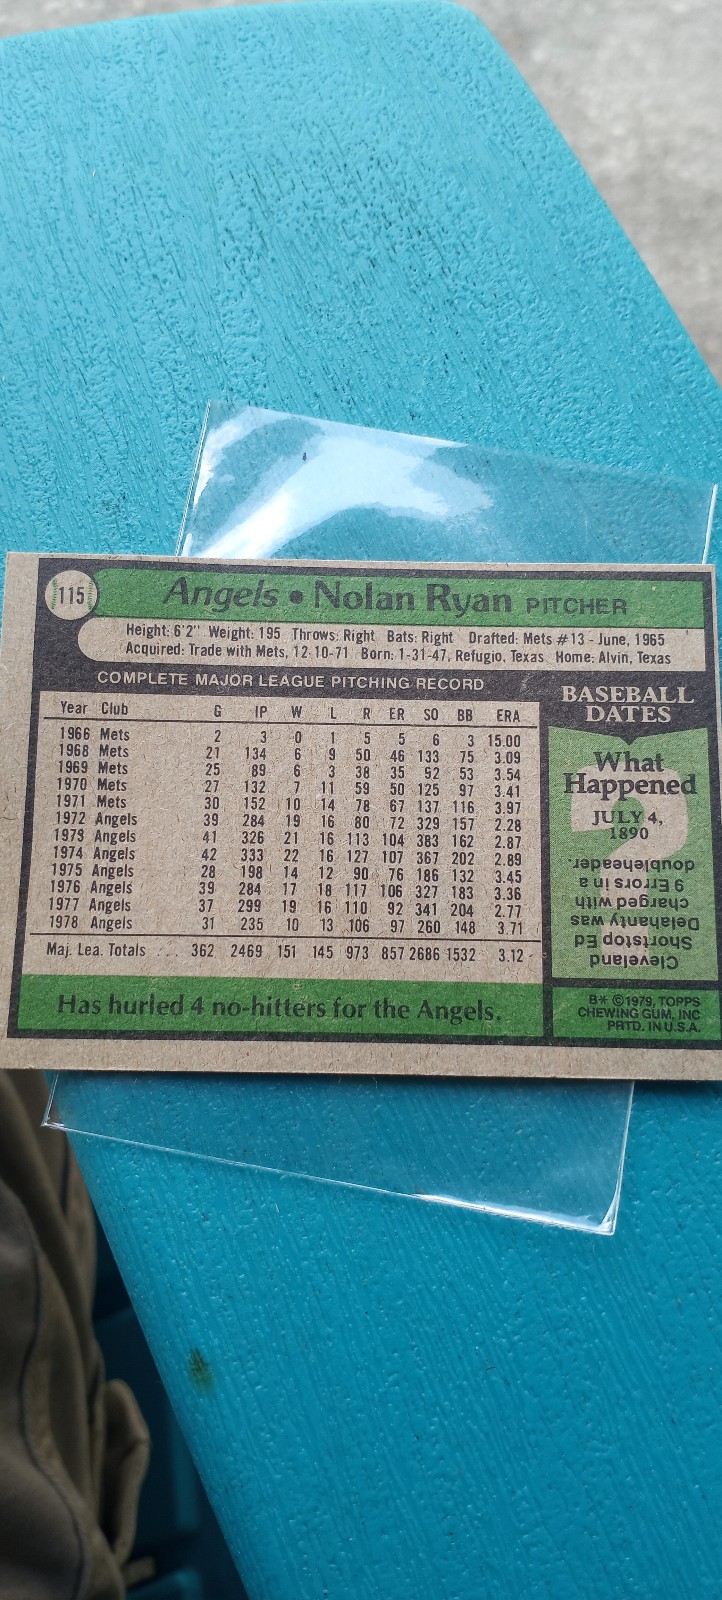 115 Angels • Nolan Ryan PITCHER
Height: 6'2" Weight: 195 Throws: Right Bats: Right Drafted: Mets #13 - June, 1965
Acquired: Trade with Mets, 12-10-71 Born: 1-31-47, Refugio, Texas Home: Alvin, Texas
COMPLETE MAJOR LEAGUE PITCHING RECORD
Year Club G IP W L R ER SO BB ERA
1966 Mets 2 3 0 1 5 5 6 3 15.00
1968 Mets 21 134 6 9 50 46 133 75 3.09
1969 Mets 25 89 6 3 38 35 92 53 3.54
1970 Mets 27 132 7 11 59 50 125 97 3.41
1971 Mets 30 152 10 14 78 67 137 116 3.97
1972 Angels 39 284 19 16 80 72 329 157 2.28
1973 Angels 41 326 21 16 113 104 383 162 2.87
1974 Angels 42 333 22 16 127 107 367 202 2.89
1975 Angels 28 198 14 12 90 76 186 132 3.45
1976 Angels 39 284 17 18 117 106 327 183 3.36
1977 Angels 37 299 19 16 110 92 341 204 2.77
1978 Angels 31 235 10 13 106 97 260 148 3.71
Maj. Lea. Totals ... 362 2469 151 145 973 857 2686 1532 3.12
Has hurled 4 no-hitters for the Angels.
BASEBALL
DATES
What
Happened
?
JULY 4,
1890
Cleveland
Shortstop Ed
Delahanty was
charged with
9 Errors in a
doubleheader.
B* ©1979, TOPPS
CHEWING GUM, INC
PRTD. IN U.S.A.